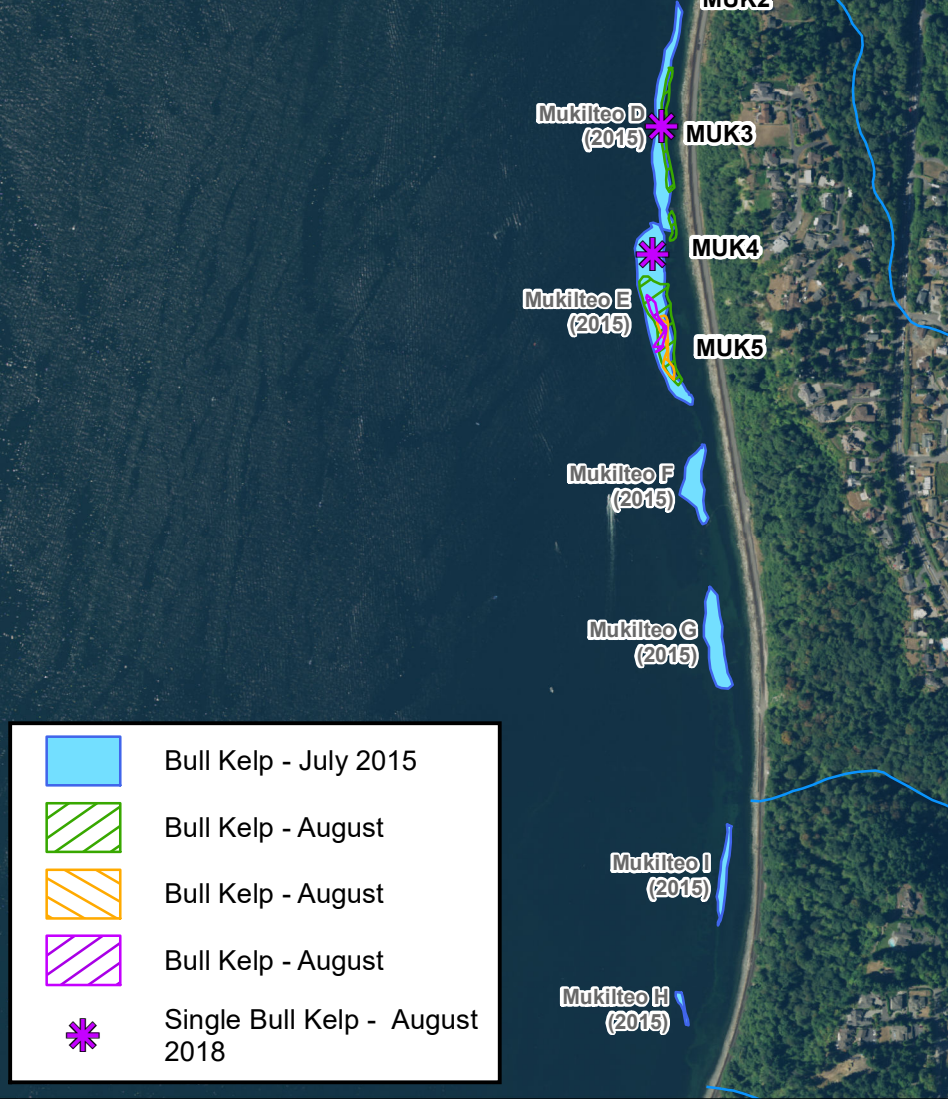 MUK2
Mukilteo D
(2015)
MUK3
MUK4
Mukilteo E
(2015)
MUK5
Mukilteo F
(2015)
Mukilteo G
(2015)
Mukilteo I
(2015)
Mukilteo H
(2015)
Bull Kelp - July 2015
Bull Kelp - August
Bull Kelp - August
Bull Kelp - August
Single Bull Kelp -  August
2018